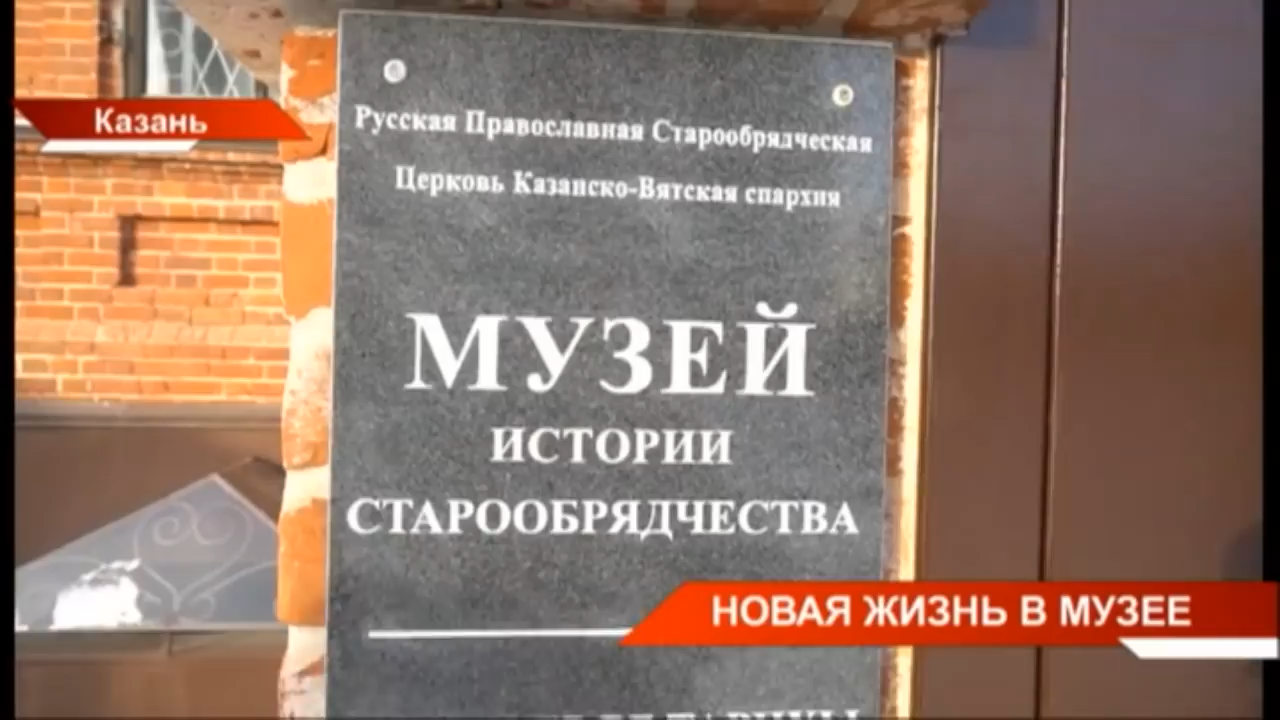 Казань
Русская Православная Старообрядческая
Церковь Казанско-Вятская епархия
МУЗЕЙ
ИСТОРИИ
СТАРООБРЯДЧЕСТВА
НОВАЯ ЖИЗНЬ В МУЗЕЕ